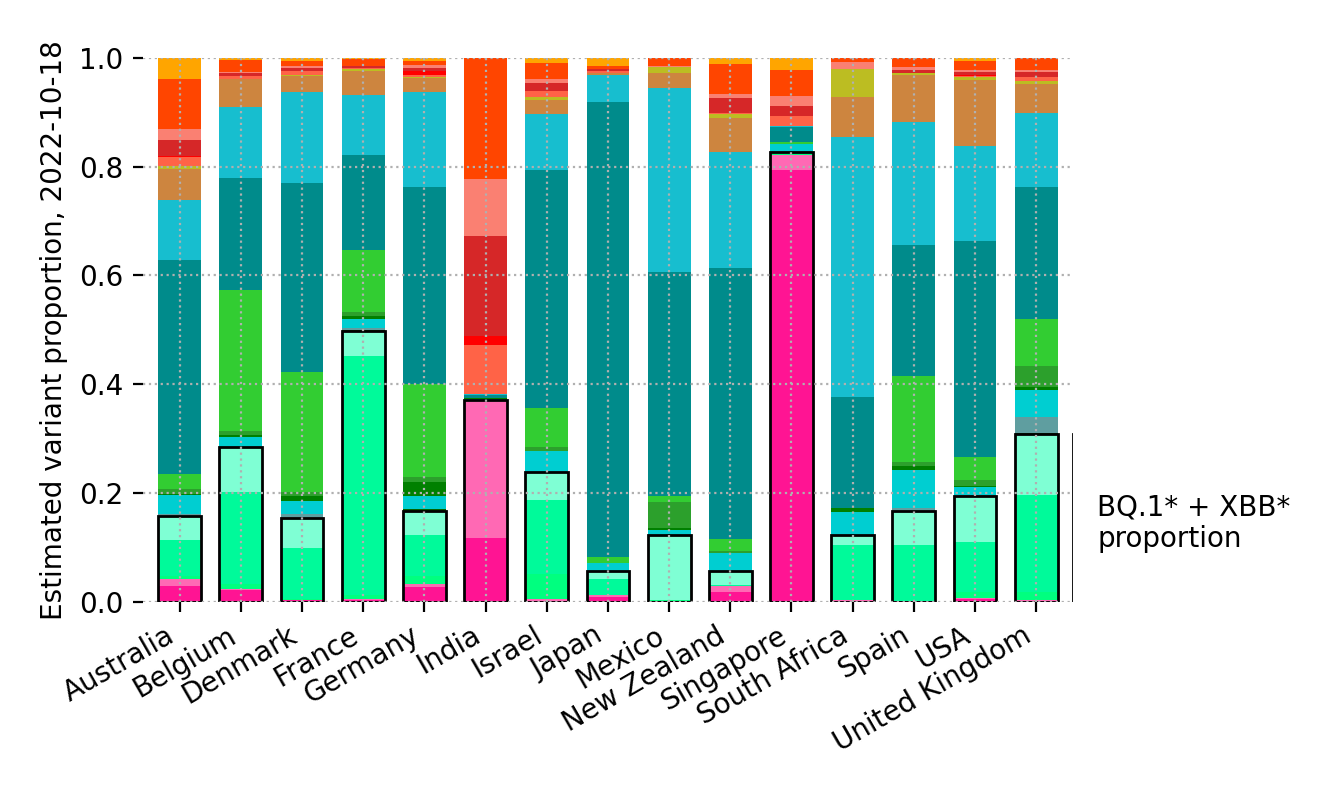 Estimated variant proportion, 2022-10-18
1.0
0.8
0.6
0.4
0.2
0.0
Australia
Belgium
Denmark
France
Germany
India
Israel
Japan
Mexico
New Zealand
Singapore
South Africa
Spain
USA
United Kingdom
BQ.1* + XBB*
proportion